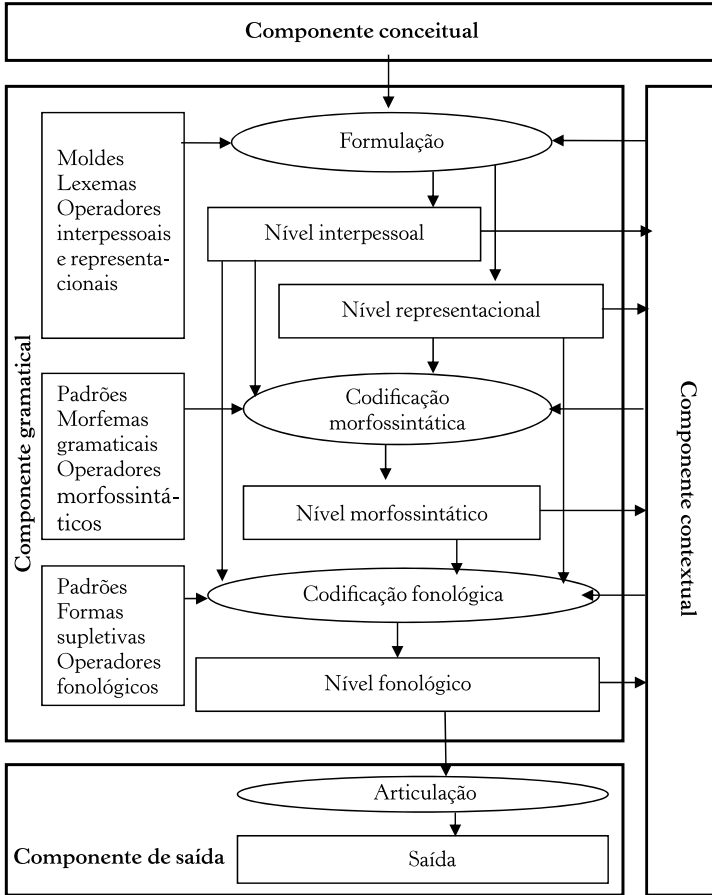 Componente conceitual
Formulação
Moldes
Lexemas
Operadores
interpessoais
e representa-
cionais
Nível interpessoal
Nível representacional
Componente gramatical
Padrões
Morfemas
gramaticais
Operadores
morfossintá-
ticos
Codificação
morfossintática
Componente contextual
Nível morfossintático
Padrões
Formas
supletivas
Operadores
fonológicos
Codificação fonológica
Nível fonológico
Articulação
Componente de saída
Saída